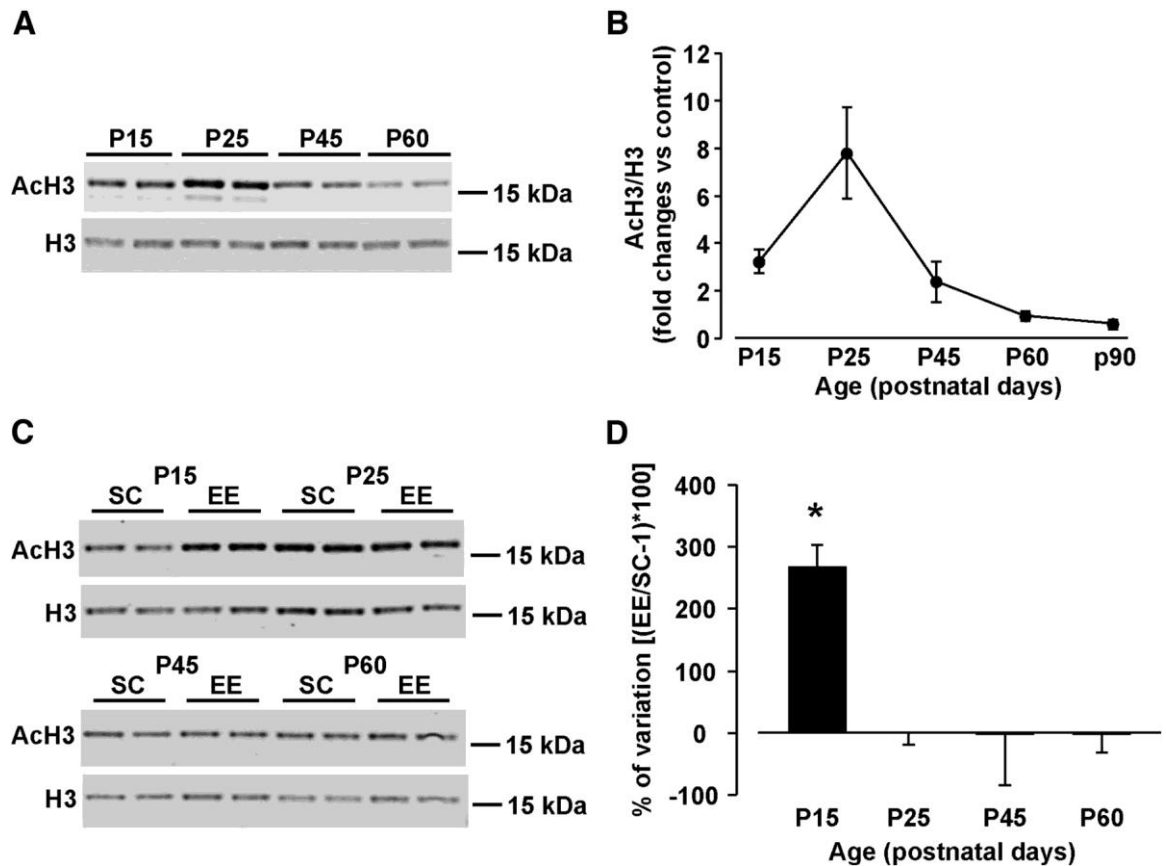 A
P15 P25 P45 P60
AcH3
15 kDa
H3
15 kDa
B
AcH3/H3
(fold changes vs control)
12
10
8
6
4
2
0
P15 P25 P45 P60 p90
Age (postnatal days)
C
P15 P25
SC EE SC EE
AcH3
15 kDa
H3
15 kDa
P45 P60
SC EE SC EE
AcH3
15 kDa
H3
15 kDa
D
% of variation [(EE/SC-1)*100]
400
300
200
100
0
-100
*
P15 P25 P45 P60
Age (postnatal days)